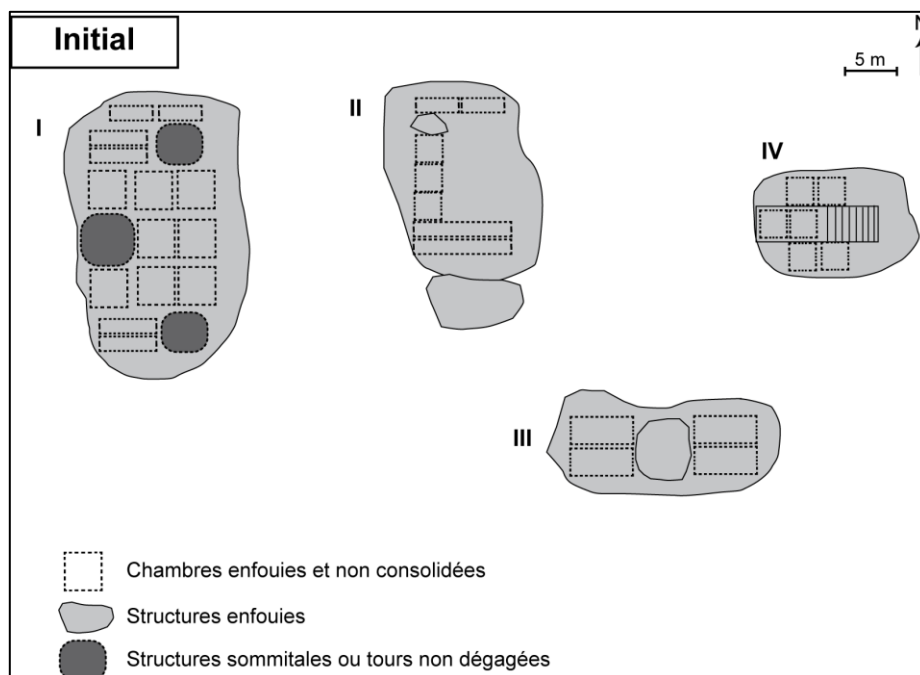 Initial
N
5 m
I
II
IV
III
Chambres enfouies et non consolidées
Structures enfouies
Structures sommitales ou tours non dégagées